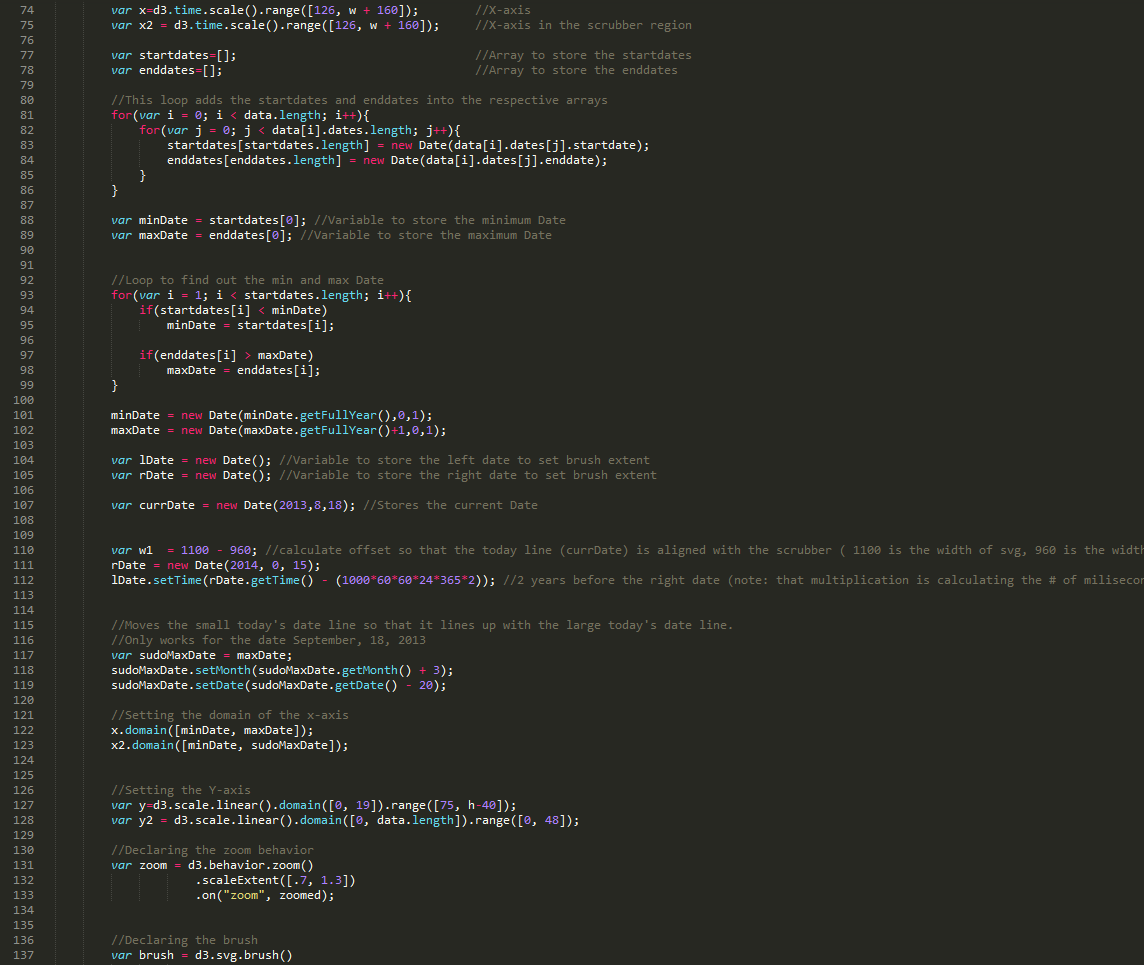 74 var x=d3.time.scale().range([126, w + 160]); //X-axis
75 var x2 = d3.time.scale().range([126, w + 160]); //X-axis in the scrubber region
76
77 var startdates=[]; //Array to store the startdates
78 var enddates=[]; //Array to store the enddates
79
80 //This loop adds the startdates and enddates into the respective arrays
81 for(var i = 0; i < data.length; i++){
82 for(var j = 0; j < data[i].dates.length; j++){
83 startdates[startdates.length] = new Date(data[i].dates[j].startdate);
84 enddates[enddates.length] = new Date(data[i].dates[j].enddate);
85 }
86 }
87
88 var minDate = startdates[0]; //Variable to store the minimum Date
89 var maxDate = enddates[0]; //Variable to store the maximum Date
90
91
92 //Loop to find out the min and max Date
93 for(var i = 1; i < startdates.length; i++){
94 if(startdates[i] < minDate)
95 minDate = startdates[i];
96
97 if(enddates[i] > maxDate)
98 maxDate = enddates[i];
99 }
100
101 minDate = new Date(minDate.getFullYear(),0,1);
102 maxDate = new Date(maxDate.getFullYear()+1,0,1);
103
104 var lDate = new Date(); //Variable to store the left date to set brush extent
105 var rDate = new Date(); //Variable to store the right date to set brush extent
106
107 var currDate = new Date(2013,8,18); //Stores the current Date
108
109
110 var w1 = 1100 - 960; //calculate offset so that the today line (currDate) is aligned with the scrubber ( 1100 is the width of svg, 960 is the width
111 rDate = new Date(2014, 0, 15);
112 lDate.setTime(rDate.getTime() - (1000*60*60*24*365*2)); //2 years before the right date (note: that multiplication is calculating the # of milisecon
113
114
115 //Moves the small today's date line so that it lines up with the large today's date line.
116 //Only works for the date September, 18, 2013
117 var sudoMaxDate = maxDate;
118 sudoMaxDate.setMonth(sudoMaxDate.getMonth() + 3);
119 sudoMaxDate.setDate(sudoMaxDate.getDate() - 20);
120
121 //Setting the domain of the x-axis
122 x.domain([minDate, maxDate]);
123 x2.domain([minDate, sudoMaxDate]);
124
125
126 //Setting the Y-axis
127 var y=d3.scale.linear().domain([0, 19]).range([75, h-40]);
128 var y2 = d3.scale.linear().domain([0, data.length]).range([0, 48]);
129
130 //Declaring the zoom behavior
131 var zoom = d3.behavior.zoom()
132 .scaleExtent([.7, 1.3])
133 .on("zoom", zoomed);
134
135
136 //Declaring the brush
137 var brush = d3.svg.brush()